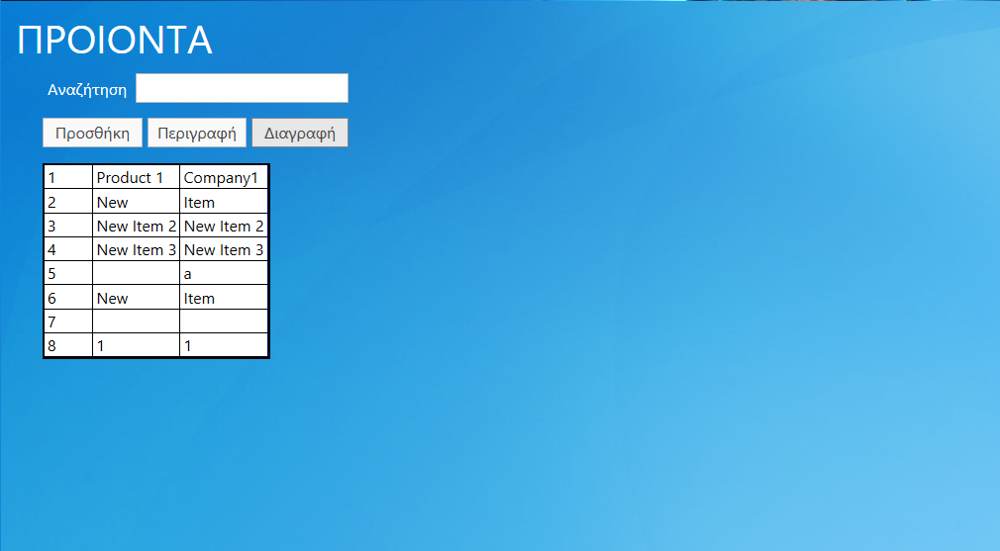 ΠΡΟΙΟΝΤΑ
Αναζήτηση
Προσθήκη Περιγραφή Διαγραφή
1 Product 1 Company1
2 New Item
3 New Item 2 New Item 2
4 New Item 3 New Item 3
5 a
6 New Item
7
8 1 1